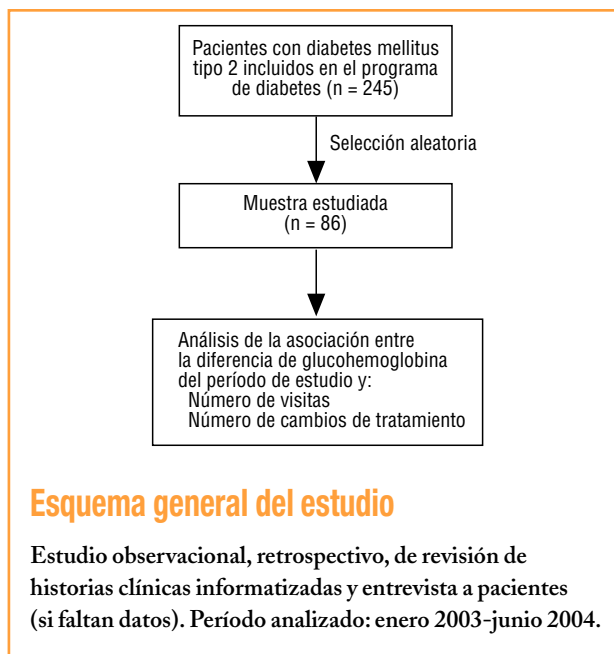 Pacientes con diabetes mellitus
tipo 2 incluidos en el programa
de diabetes (n = 245)
Selección aleatoria
Muestra estudiada
(n = 86)
Análisis de la asociación entre
la diferencia de glucohemoglobina
del período de estudio y:
Número de visitas
Número de cambios de tratamiento
Esquema general del estudio
Estudio observacional, retrospectivo, de revisión de
historias clínicas informatizadas y entrevista a pacientes
(si faltan datos). Período analizado: enero 2003-junio 2004.